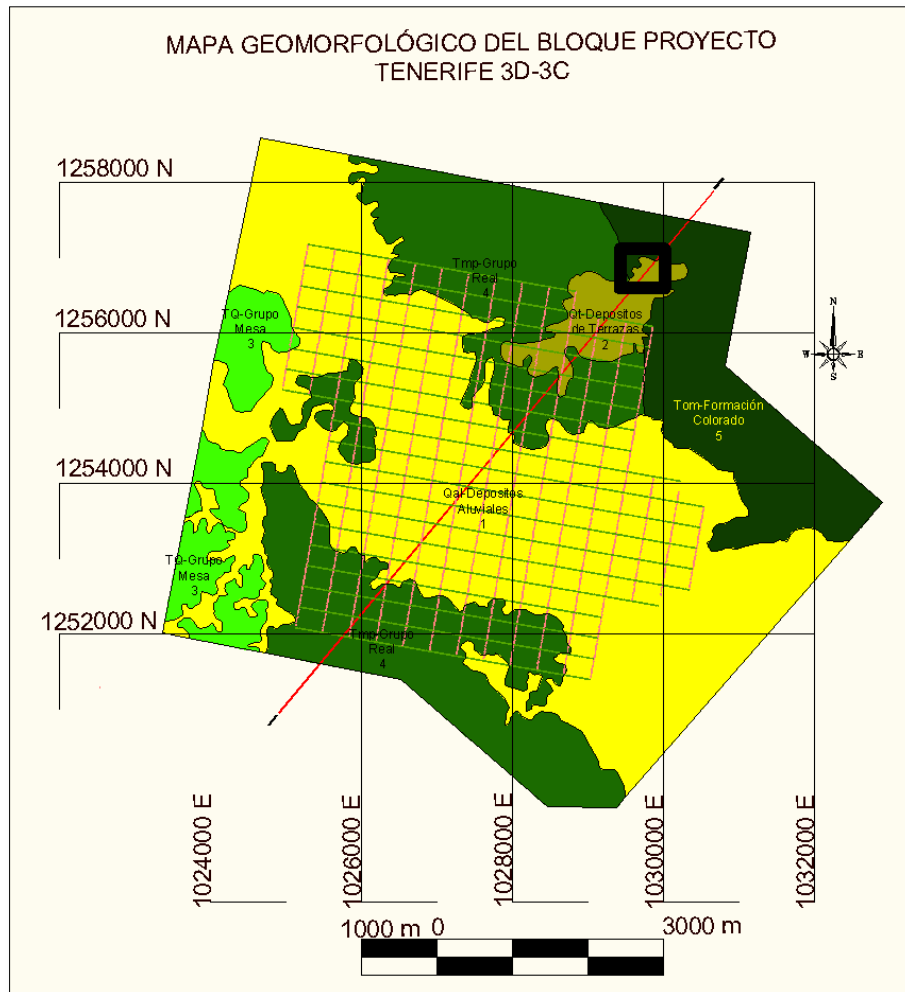 MAPA GEOMORFOLÓGICO DEL BLOQUE PROYECTO
TENERIFE 3D-3C
1258000 N
Tmp-Grupo
Real
4
TQ-Grupo
Mesa
3
1256000 N
Qt-Depositos
de Terrazas
2
N
W E
S
Tom-Formación
Colorado
5
1254000 N
Qal-Depositos
Aluviales
1
TQ-Grupo
Mesa
3
1252000 N
Tmp-Grupo
Real
4
1024000 E
1026000 E
1028000 E
1030000 E
1032000 E
1000 m 0 3000 m